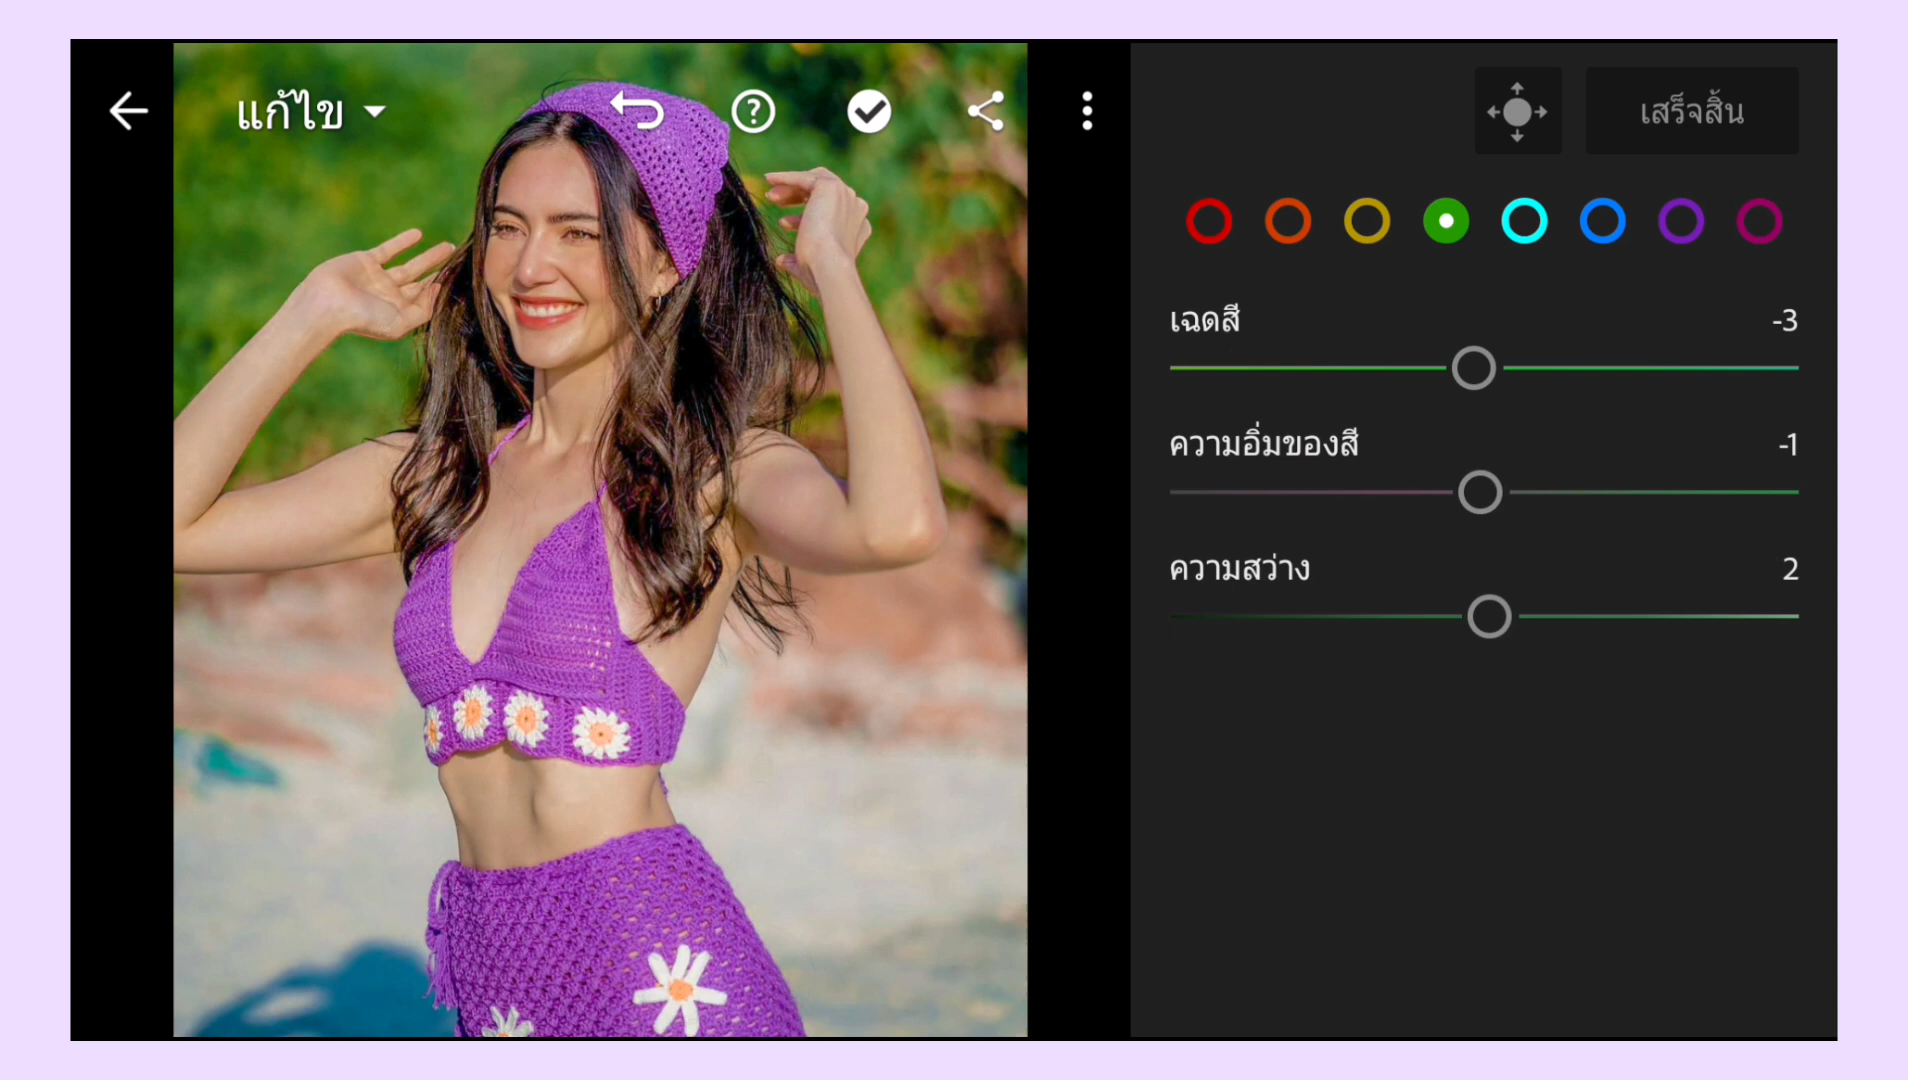 แก้ไข
เสร็จสิ้น
เฉดสี -3
ความอิ่มของสี -1
ความสว่าง 2